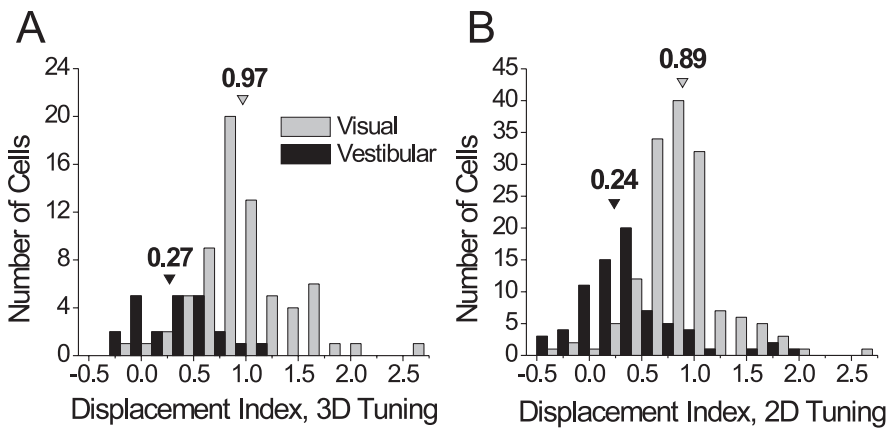 A
B
24
20
16
12
8
4
0
Number of Cells
0.97
0.27
Visual
Vestibular
-0.5 0.0 0.5 1.0 1.5 2.0 2.5
Displacement Index, 3D Tuning
45
40
35
30
25
20
15
10
5
0
Number of Cells
0.89
0.24
-0.5 0.0 0.5 1.0 1.5 2.0 2.5
Displacement Index, 2D Tuning